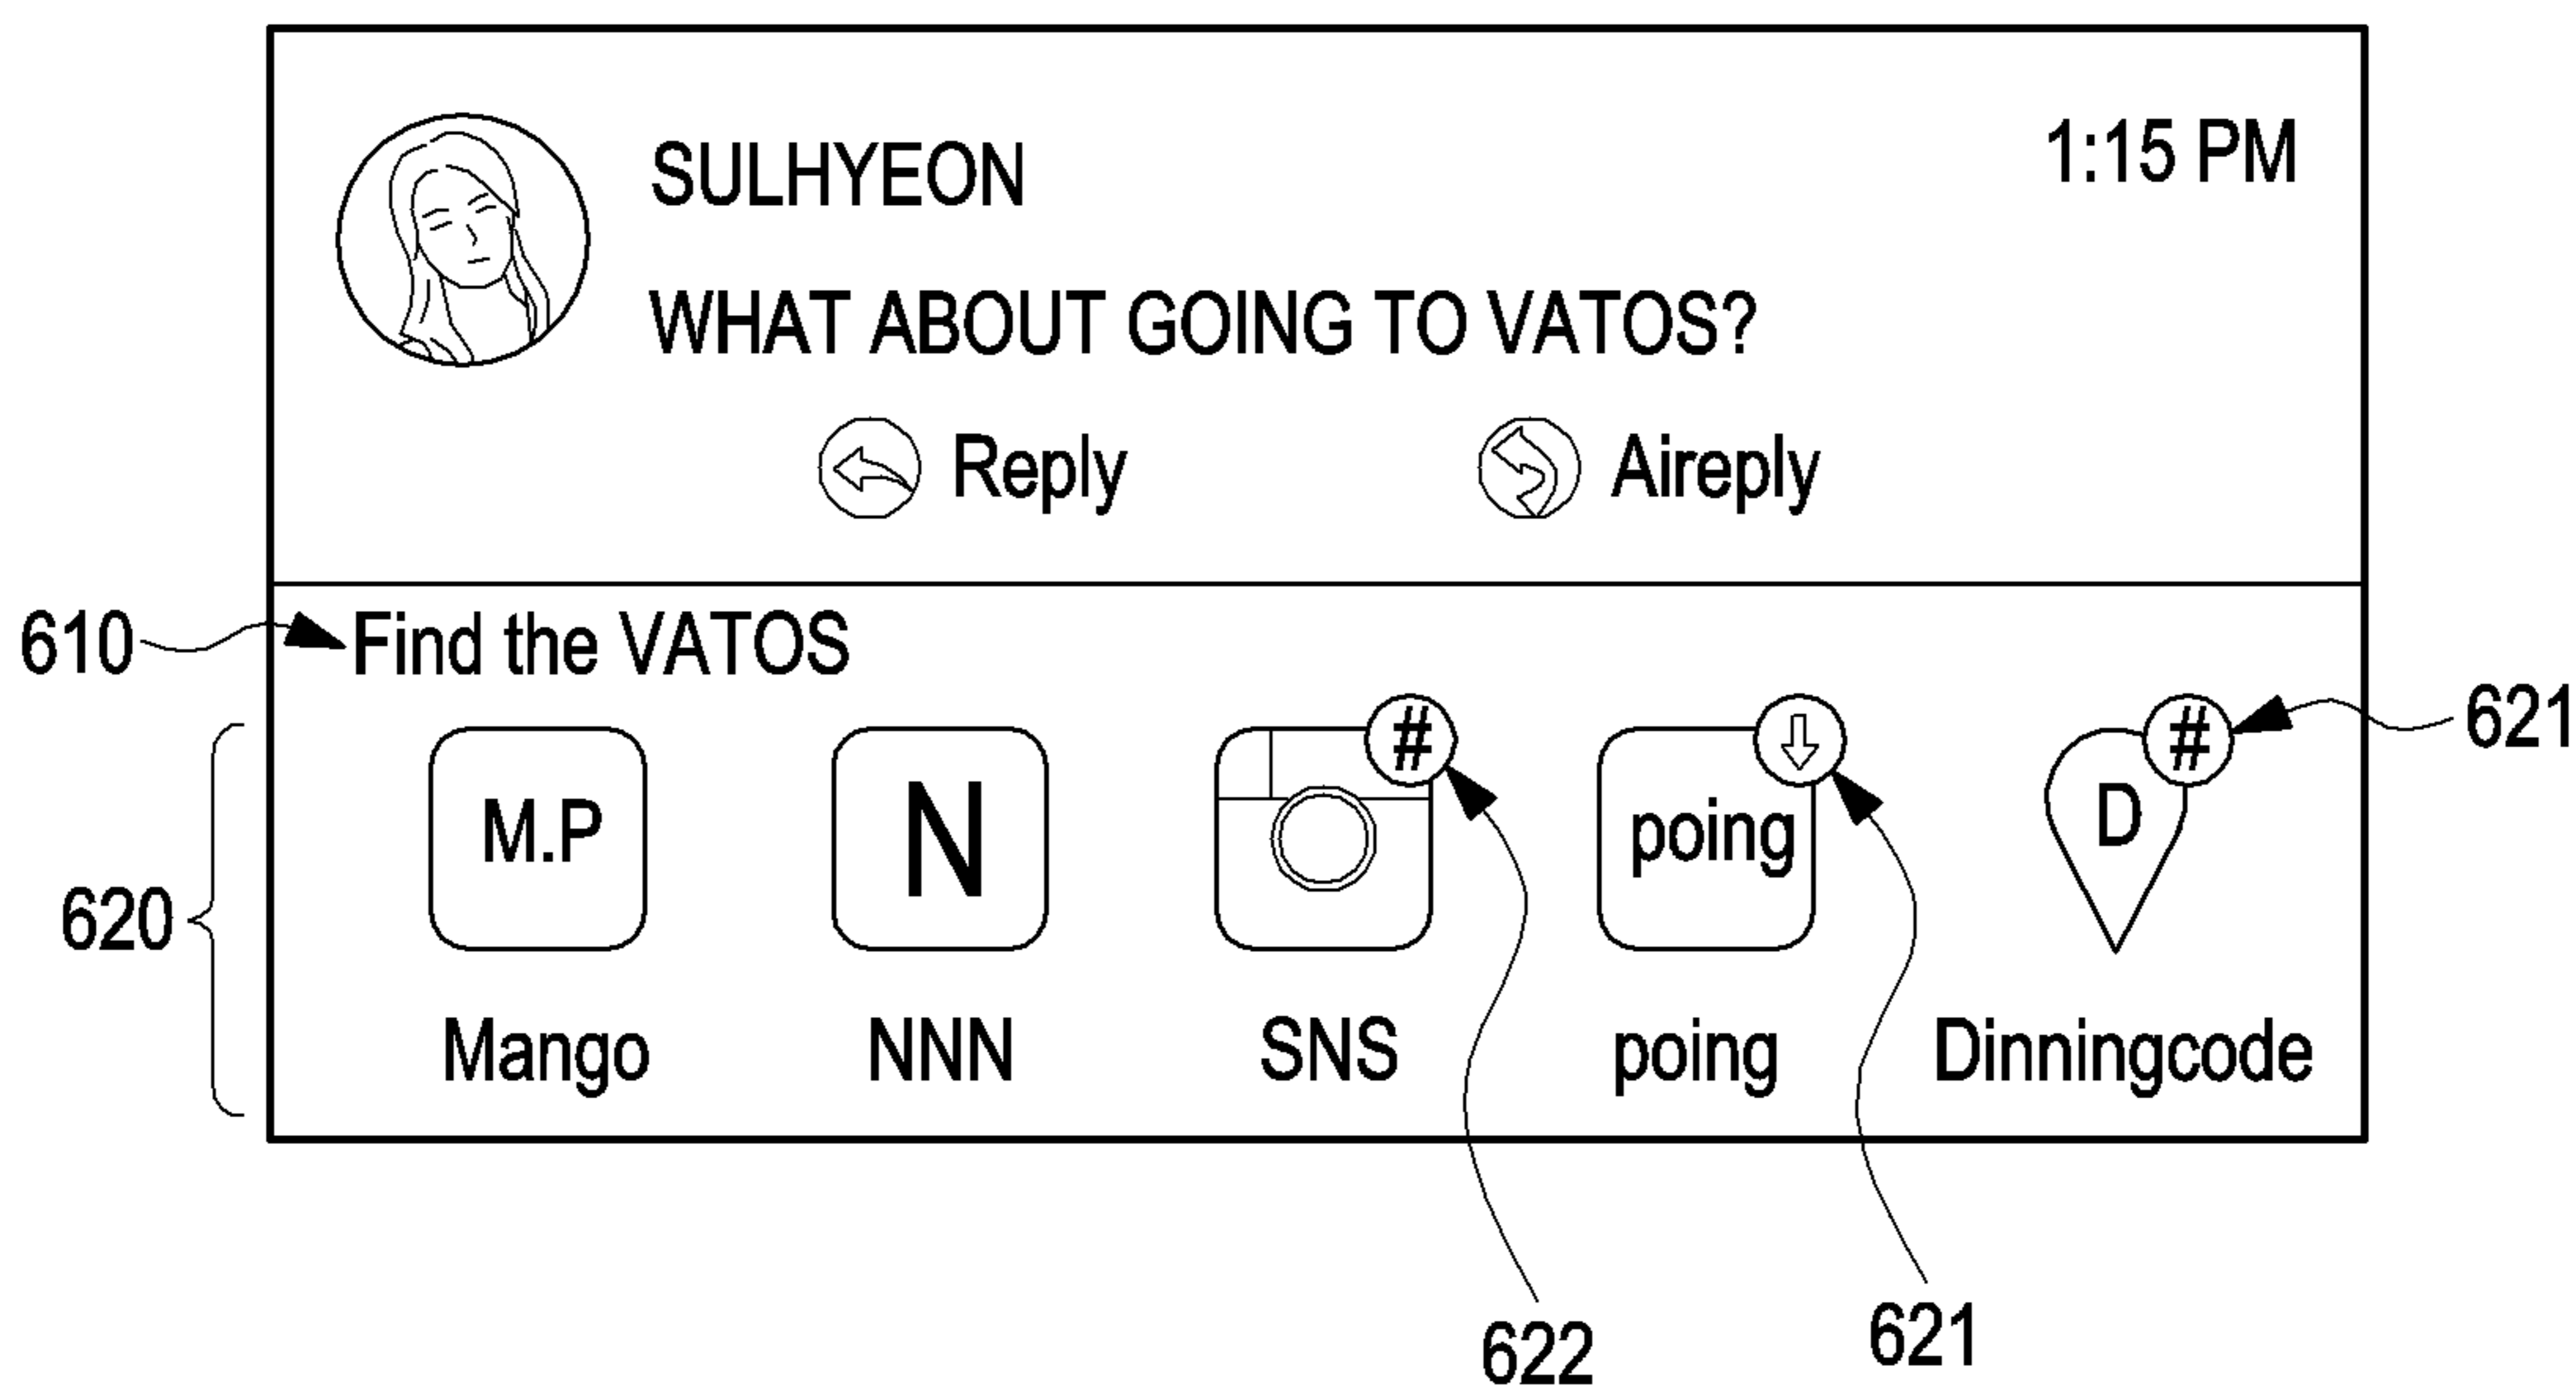 SULHYEON
1:15 PM
WHAT ABOUT GOING TO VATOS?
Reply
Aireply
610
Find the VATOS
621
#
#
M.P
N
poing
D
620
Mango
NNN
SNS
poing
Dinningcode
622
621